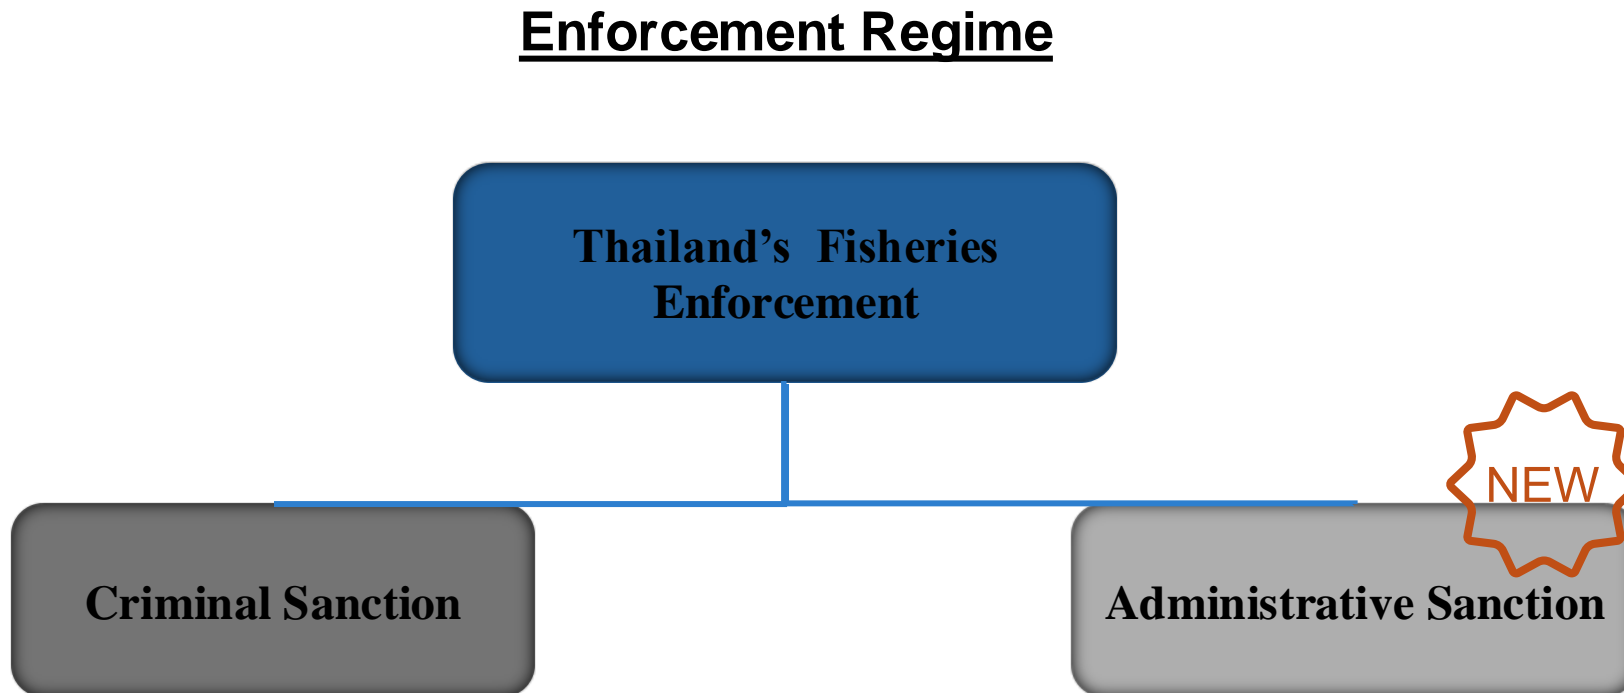 Enforcement Regime
Thailand’s Fisheries
Enforcement
NEW
Criminal Sanction
Administrative Sanction